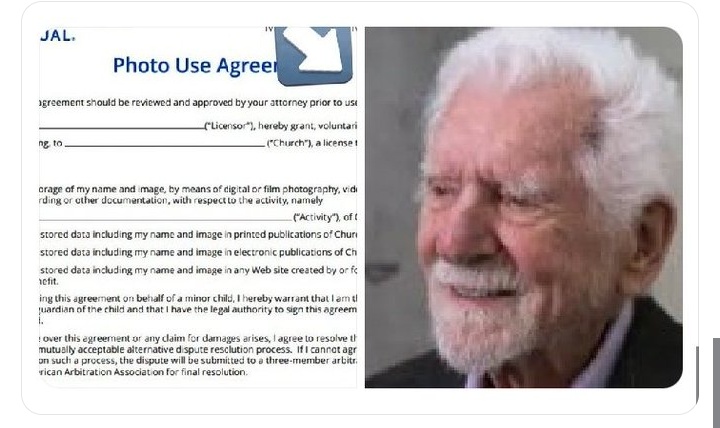 JAL.
Photo Use Agreer
agreement should be reviewed and approved by your attorney prior to use
("Licensor"), hereby grant, voluntari
ng, to ("Church"), a license t
orage of my name and image, by means of digital or film photography, vid
rding or other documentation, with respect to the activity, namely
("Activity"), of
stored data including my name and image in printed publications of Chur
stored data including my name and image in electronic publications of Ch
stored data including my name and image in any Web site created by or fo
nefit.
ing this agreement on behalf of a minor child, I hereby warrant that I am th
guardian of the child and that I have the legal authority to sign this agreem
over this agreement or any claim for damages arises, I agree to resolve th
mutually acceptable alternative dispute resolution process. If I cannot agr
on such a process, the dispute will be submitted to a three-member arbitr
rican Arbitration Association for final resolution.